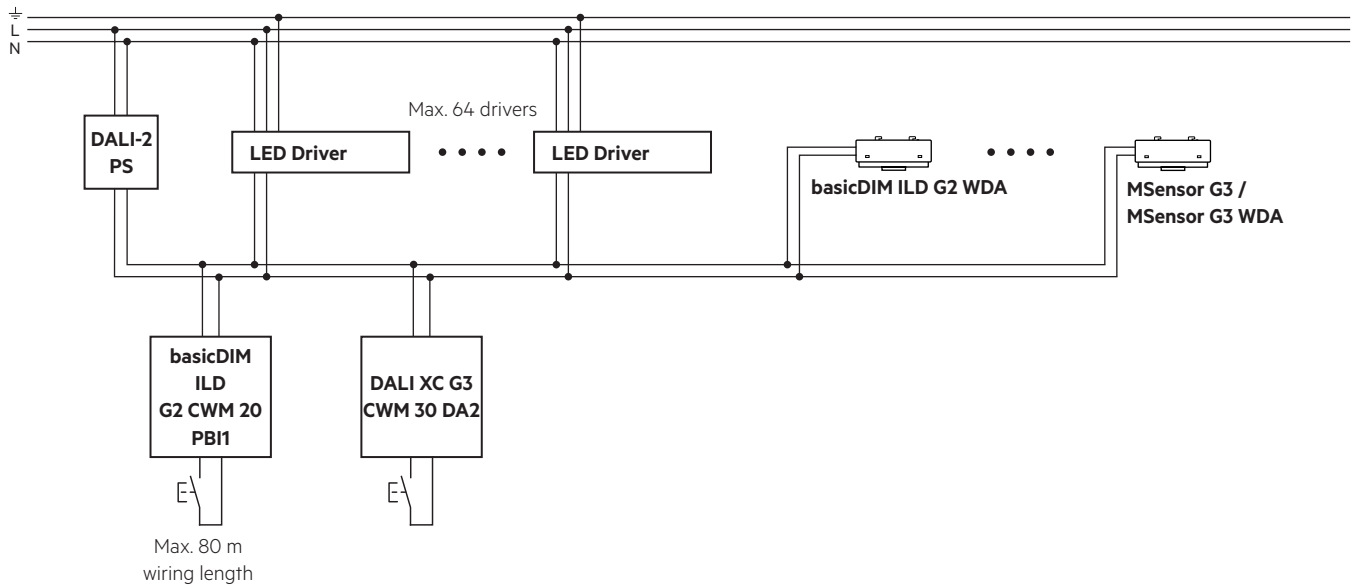 L
N
Max. 64 drivers
DALI-2
PS
LED Driver
LED Driver
basicDIM ILD G2 WDA
MSensor G3 /
MSensor G3 WDA
basicDIM
ILD
G2 CWM 20
PBI1
DALI XC G3
CWM 30 DA2
Max. 80 m
wiring length